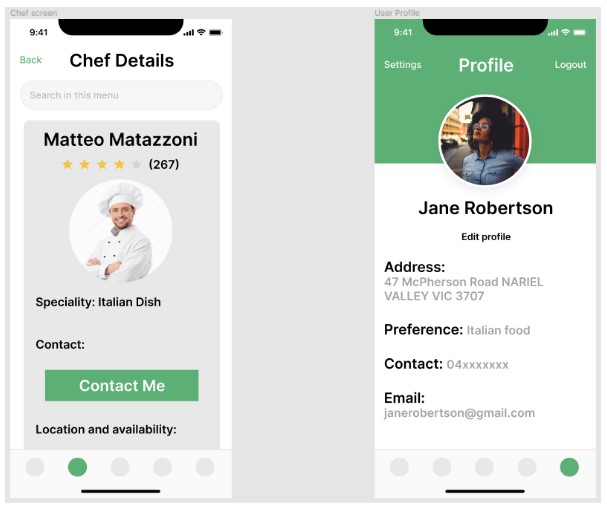 Chef screen
9:41
Back
Chef Details
Search in this menu
Matteo Matazzoni
(267)
Speciality: Italian Dish
Contact:
Contact Me
Location and availability:
User Profile
9:41
Settings
Profile
Logout
Jane Robertson
Edit profile
Address:
47 McPherson Road NARIEL
VALLEY VIC 3707
Preference: Italian food
Contact: 04xxxxxxx
Email:
janerobertson@gmail.com